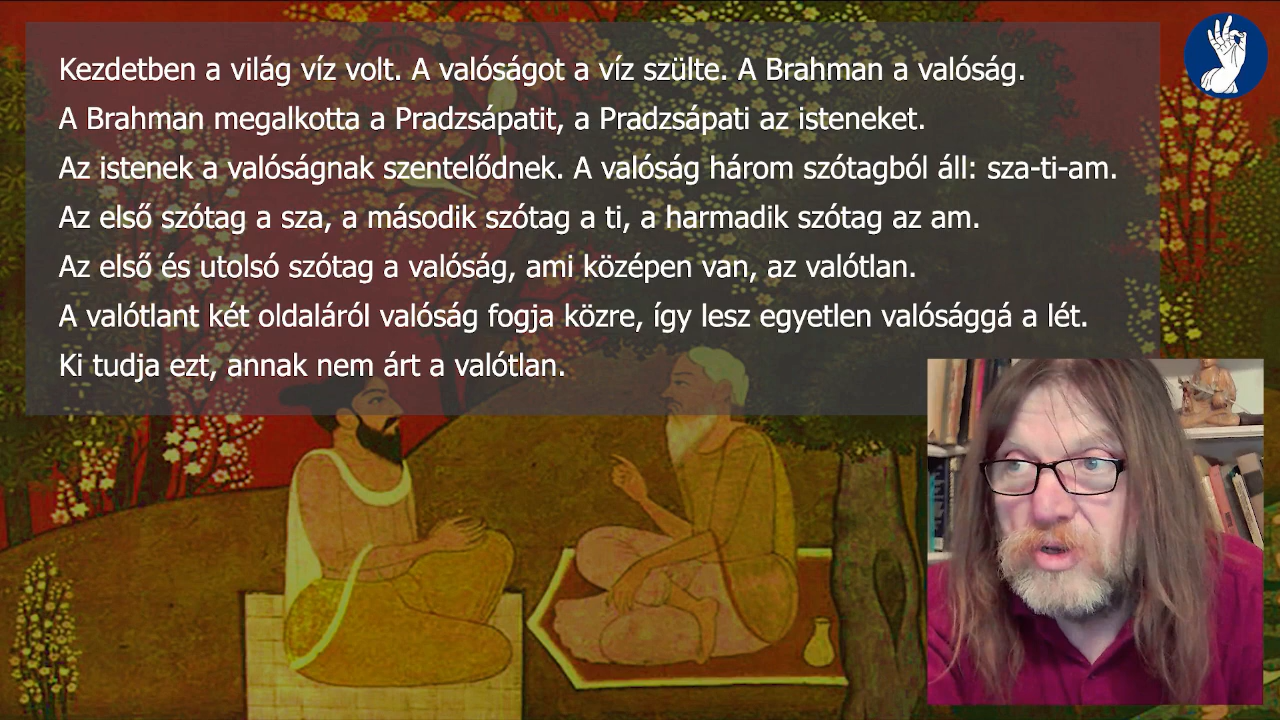 Kezdetben a világ víz volt. A valóságot a víz szülte. A Brahman a valóság.
A Brahman megalkotta a Pradzsápatit, a Pradzsápati az isteneket.
Az istenek a valóságnak szentelődnek. A valóság három szótagból áll: sza-ti-am.
Az első szótag a sza, a második szótag a ti, a harmadik szótag az am.
Az első és utolsó szótag a valóság, ami középen van, az valótlan.
A valótlant két oldaláról valóság fogja közre, így lesz egyetlen valósággá a lét.
Ki tudja ezt, annak nem árt a valótlan.